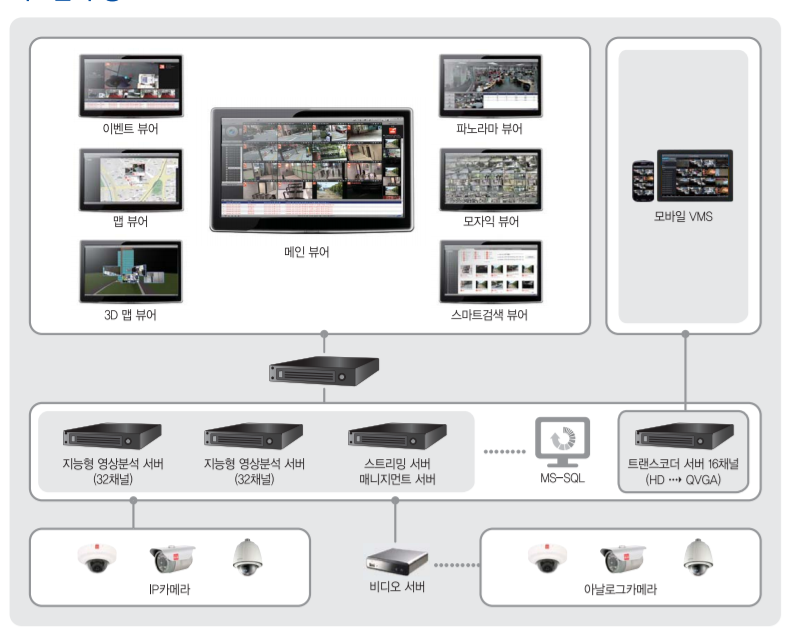 이벤트 뷰어
파노라마 뷰어
맵 뷰어
모자익 뷰어
메인 뷰어
모바일 VMS
3D 맵 뷰어
스마트검색 뷰어
지능형 영상분석 서버
(32채널)
지능형 영상분석 서버
(32채널)
스트리밍 서버
매니지먼트 서버
MS-SQL
트랜스코더 서버 16채널
(HD ···→ QVGA)
IP카메라
비디오 서버
아날로그카메라